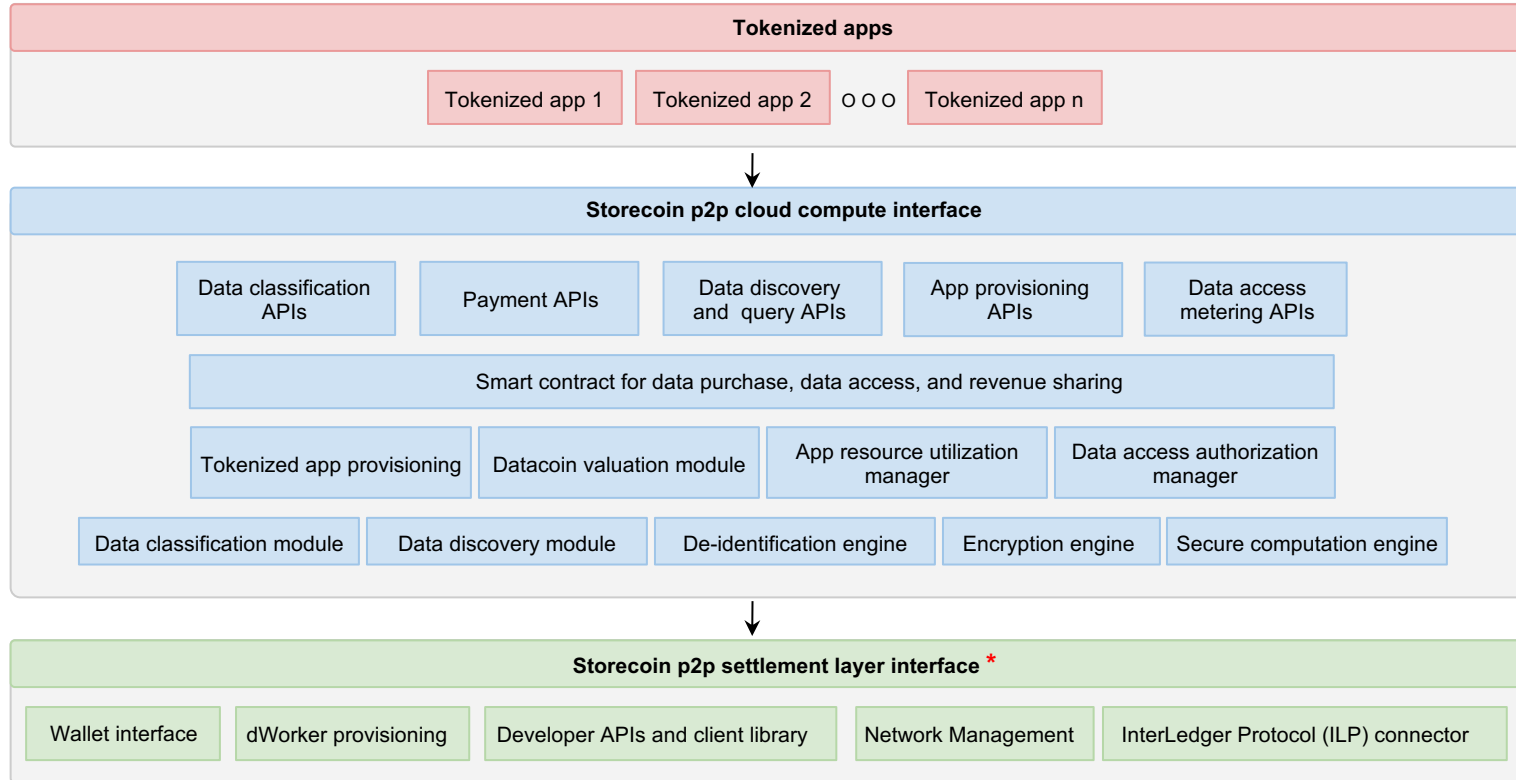 Tokenized apps
Tokenized app 1
Tokenized app 2
O O O
Tokenized app n
Storecoin p2p cloud compute interface
Data classification
APIs
Payment APIs
Data discovery
and query APIs
App provisioning
APIs
Data access
metering APIs
Smart contract for data purchase, data access, and revenue sharing
Tokenized app provisioning
Datacoin valuation module
App resource utilization
manager
Data access authorization
manager
Data classification module
Data discovery module
De-identification engine
Encryption engine
Secure computation engine
Storecoin p2p settlement layer interface *
Wallet interface
dWorker provisioning
Developer APIs and client library
Network Management
InterLedger Protocol (ILP) connector